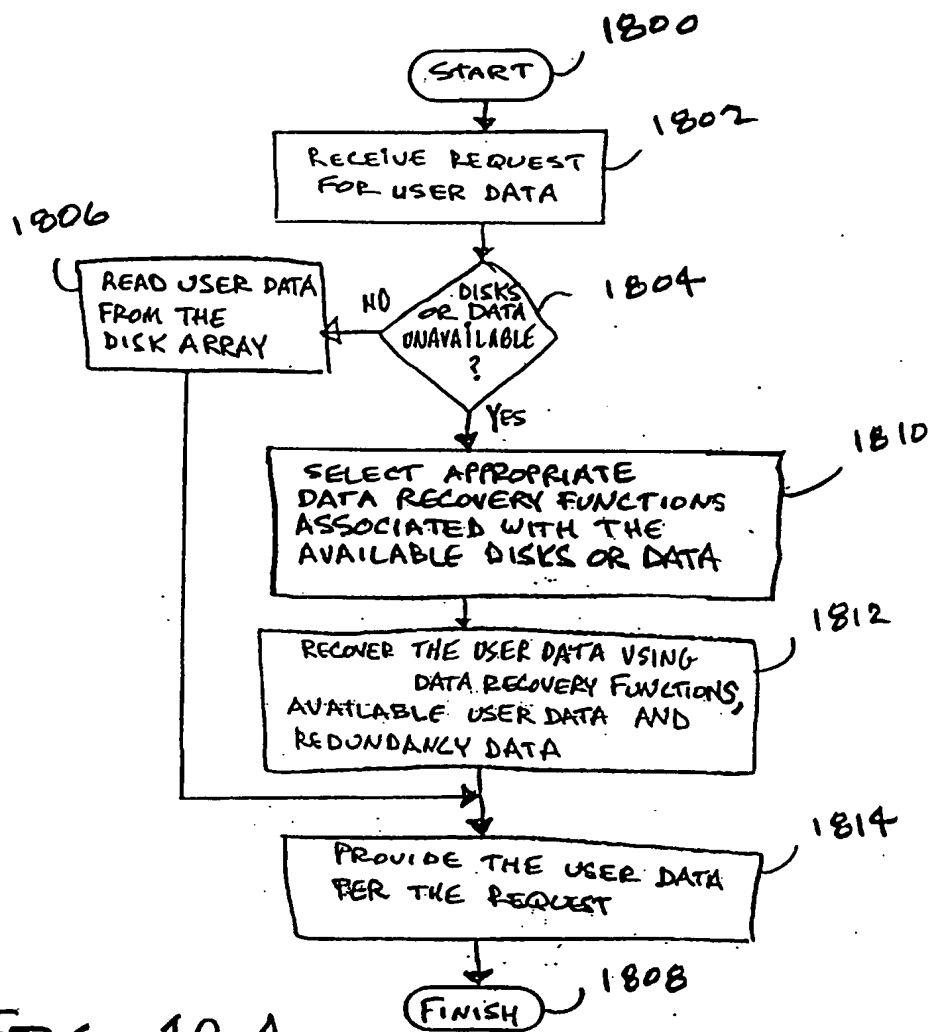 1800
START
1802
RECEIVE REQUEST
FOR USER DATA
1806
READ USER DATA
FROM THE
DISK ARRAY
NO
DISKS
OR DATA
UNAVAILABLE
?
1804
YES
1810
SELECT APPROPRIATE
DATA RECOVERY FUNCTIONS
ASSOCIATED WITH THE
AVAILABLE DISKS OR DATA
1812
RECOVER THE USER DATA USING
DATA RECOVERY FUNCTIONS,
AVAILABLE USER DATA AND
REDUNDANCY DATA
1814
PROVIDE THE USER DATA
PER THE REQUEST
1808
FINISH